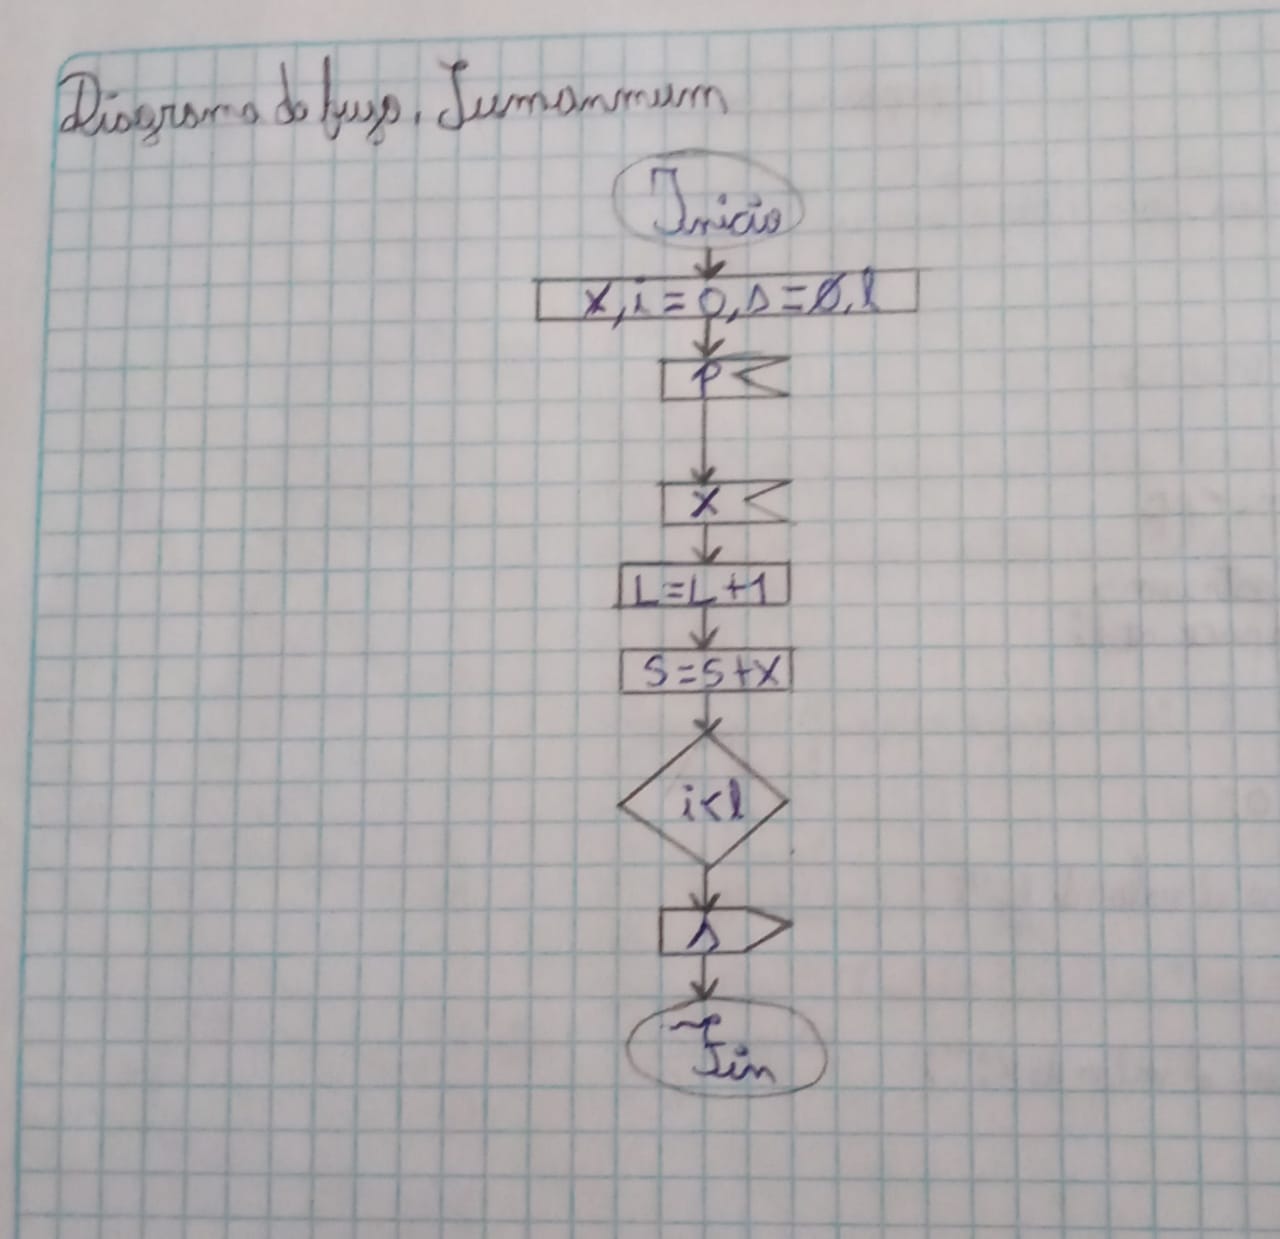 Diagrama de flujo. Sumanmum
Inicio
x, i = 0, s = 0, l
P
X
L = L + 1
S = S + X
i < l
s
Fin